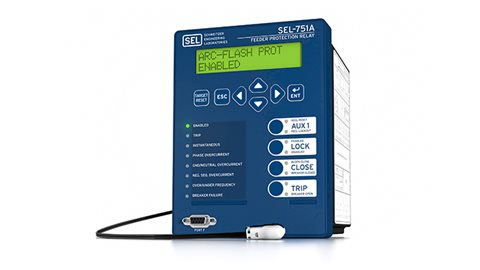 SEL
SCHWEITZER
ENGINEERING
LABORATORIES
SEL-751A
FEEDER PROTECTION RELAY
ARC-FLASH PROT
ENABLED
TARGET
RESET
ESC
ENT
ENABLED
TRIP
INSTANTANEOUS
PHASE OVERCURRENT
GND/NEUTRAL OVERCURRENT
NEG. SEQ. OVERCURRENT
OVER/UNDER FREQUENCY
BREAKER FAILURE
AUX 1
LOCK
CLOSE
BREAKER CLOSED
TRIP
BREAKER OPEN
PORT F